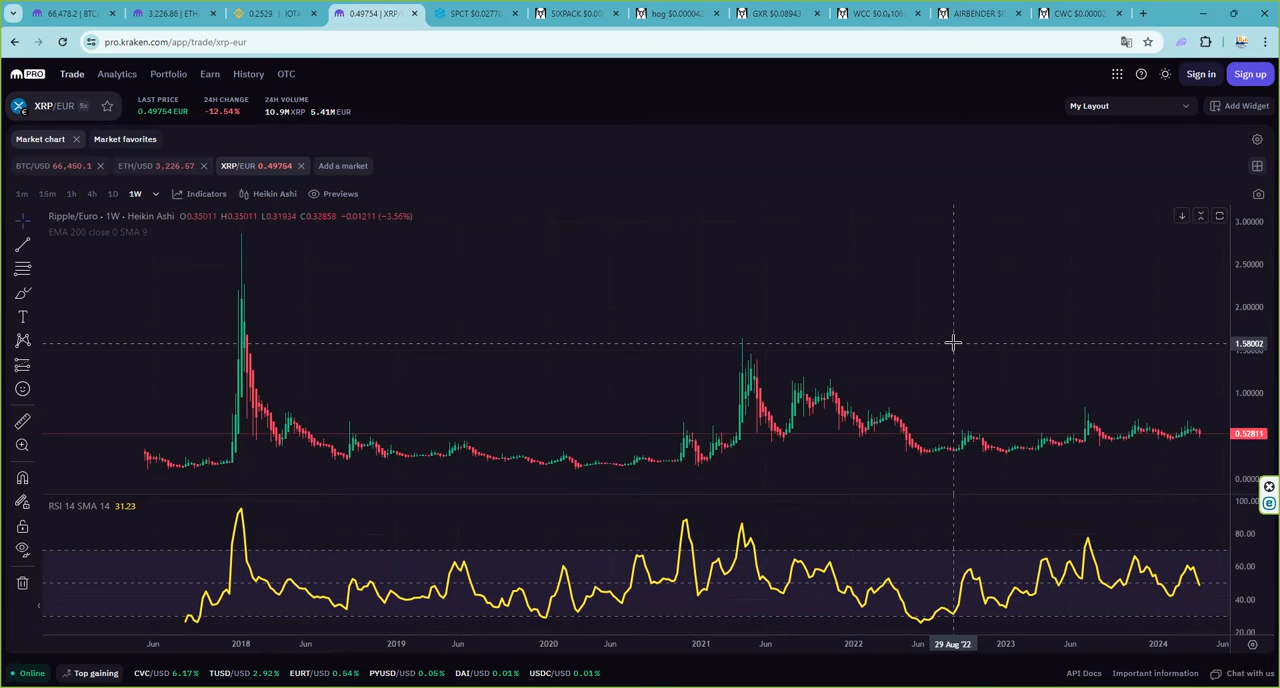 66,478.2 | BTC/
3,226.86 | ETH/
0.2529 | IOTA
0.49754 | XRP/
SPCT $0.02770
SIXPACK $0.00
hog $0.000042
GXR $0.08943
WCC $0.0₈1069
AIRBENDER $0
CWC $0.00002
pro.kraken.com/app/trade/xrp-eur
PRO
Trade
Analytics
Portfolio
Earn
History
OTC
Sign in
Sign up
XRP/EUR 5x
LAST PRICE
0.49754 EUR
24H CHANGE
-12.54%
24H VOLUME
10.9M XRP 5.41M EUR
My Layout
Add Widget
Market chart
Market favorites
BTC/USD 66,450.1
ETH/USD 3,226.57
XRP/EUR 0.49754
Add a market
1m 15m 1h 4h 1D 1W
Indicators
Heikin Ashi
Previews
Ripple/Euro • 1W • Heikin Ashi O0.35011 H0.35011 L0.31934 C0.32858 −0.01211 (−3.56%)
EMA 200 close 0 SMA 9
3.00000
2.50000
2.00000
1.58002
1.50000
1.00000
0.52811
0.0000
RSI 14 SMA 14 31.23
100.00
80.00
60.00
40.00
20.00
Jun 2018 Jun 2019 Jun 2020 Jun 2021 Jun 2022 Jun 29 Aug '22 2023 Jun 2024 Jun
Online
Top gaining
CVC/USD 6.17% TUSD/USD 2.92% EURT/USD 0.54% PYUSD/USD 0.05% DAI/USD 0.01% USDC/USD 0.01%
API Docs
Important information
Chat with us